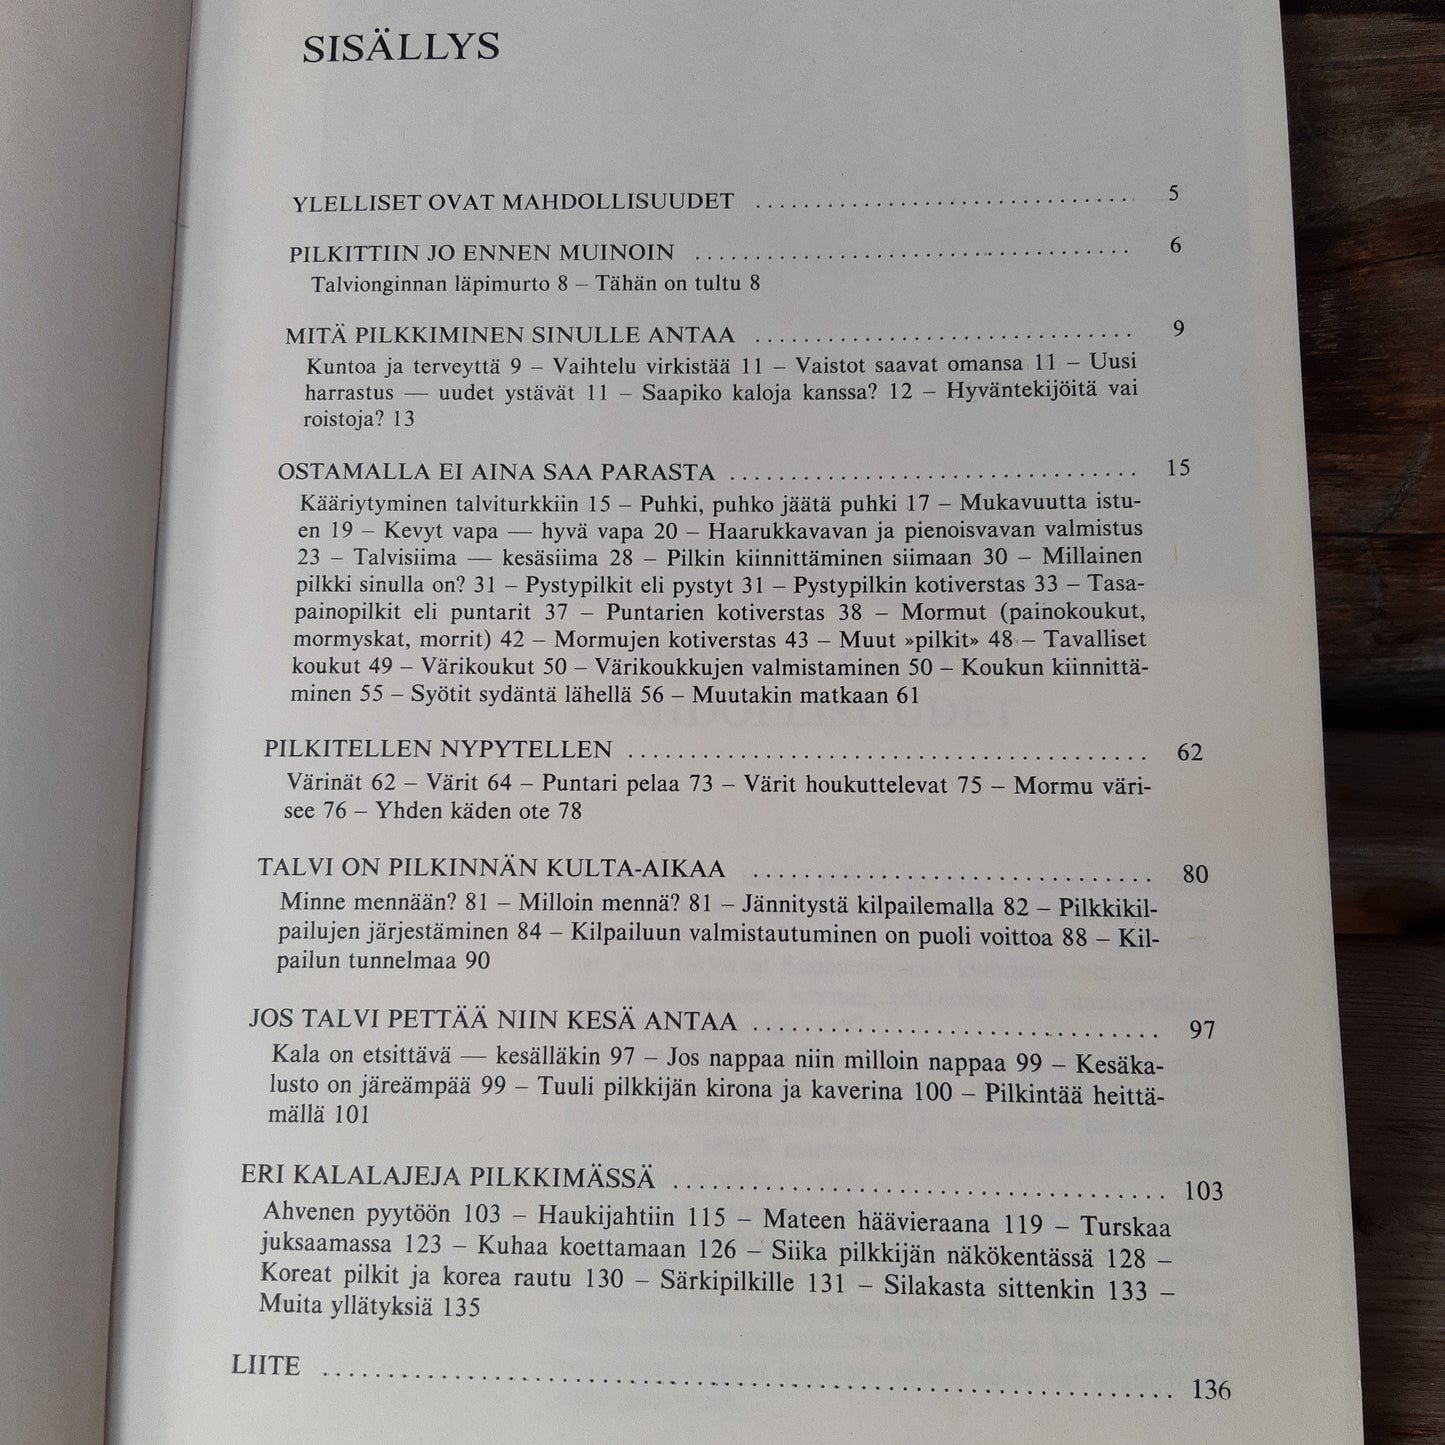 SISÄLLYS
YLELLISET OVAT MAHDOLLISUUDET ................................ 5
PILKITTIIN JO ENNEN MUINOIN ..................................... 6
Talvionginnan läpimurto 8 – Tähän on tultu 8
MITÄ PILKKIMINEN SINULLE ANTAA ................................ 9
Kuntoa ja terveyttä 9 – Vaihtelu virkistää 11 – Vaistot saavat omansa 11 – Uusi
harrastus — uudet ystävät 11 – Saapiko kaloja kanssa? 12 – Hyväntekijöitä vai
roistoja? 13
OSTAMALLA EI AINA SAA PARASTA .................................. 15
Kääriytyminen talviturkkiin 15 – Puhki, puhko jäätä puhki 17 – Mukavuutta istu-
en 19 – Kevyt vapa — hyvä vapa 20 – Haarukkavavan ja pienoisvavan valmistus
23 – Talvisiima — kesäsiima 28 – Pilkin kiinnittäminen siimaan 30 – Millainen
pilkki sinulla on? 31 – Pystypilkit eli pystyt 31 – Pystypilkin kotiverstas 33 – Tasa-
painopilkit eli puntarit 37 – Puntarien kotiverstas 38 – Mormut (painokoukut,
mormyskat, morrit) 42 – Mormujen kotiverstas 43 – Muut »pilkit» 48 – Tavalliset
koukut 49 – Värikoukut 50 – Värikoukkujen valmistaminen 50 – Koukun kiinnittä-
minen 55 – Syötit sydäntä lähellä 56 – Muutakin matkaan 61
PILKITELLEN NYPYTELLEN .......................................... 62
Värinät 62 – Värit 64 – Puntari pelaa 73 – Värit houkuttelevat 75 – Mormu väri-
see 76 – Yhden käden ote 78
TALVI ON PILKINNÄN KULTA-AIKAA ................................. 80
Minne mennään? 81 – Milloin mennä? 81 – Jännitystä kilpailemalla 82 – Pilkkikil-
pailujen järjestäminen 84 – Kilpailuun valmistautuminen on puoli voittoa 88 – Kil-
pailun tunnelmaa 90
JOS TALVI PETTÄÄ NIIN KESÄ ANTAA .................................. 97
Kala on etsittävä — kesälläkin 97 – Jos nappaa niin milloin nappaa 99 – Kesäka-
lusto on järeämpää 99 – Tuuli pilkkijän kirona ja kaverina 100 – Pilkintää heittä-
mällä 101
ERI KALALAJEJA PILKKIMÄSSÄ ......................................... 103
Ahvenen pyytöön 103 – Haukijahtiin 115 – Mateen häävieraana 119 – Turskaa
juksaamassa 123 – Kuhaa koettamaan 126 – Siika pilkkijän näkökentässä 128 –
Koreat pilkit ja korea rautu 130 – Särkipilkille 131 – Silakasta sittenkin 133 –
Muita yllätyksiä 135
LIITE .................................................................... 136